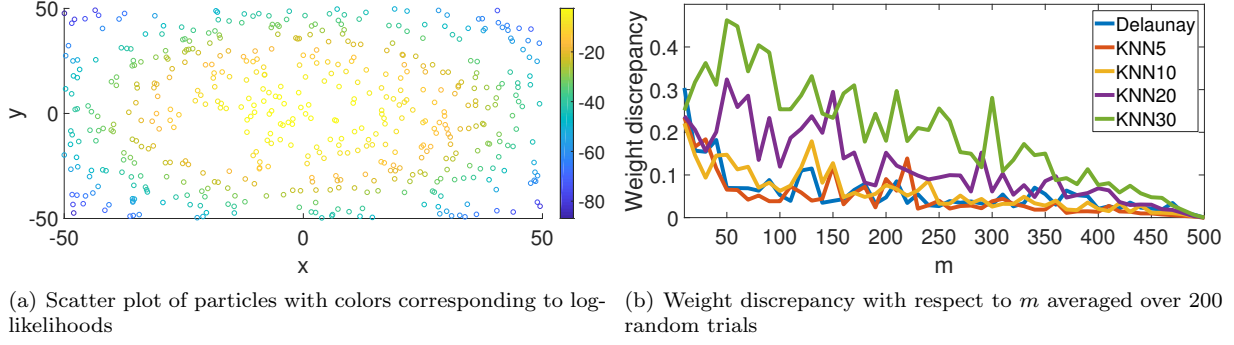 50
0
-50
y
-50
0
50
x
-20
-40
-60
-80
0.4
0.3
0.2
0.1
0
Weight discrepancy
50 100 150 200 250 300 350 400 450 500
m
Delaunay
KNN5
KNN10
KNN20
KNN30
(a) Scatter plot of particles with colors corresponding to log-
likelihoods
(b) Weight discrepancy with respect to m averaged over 200
random trials